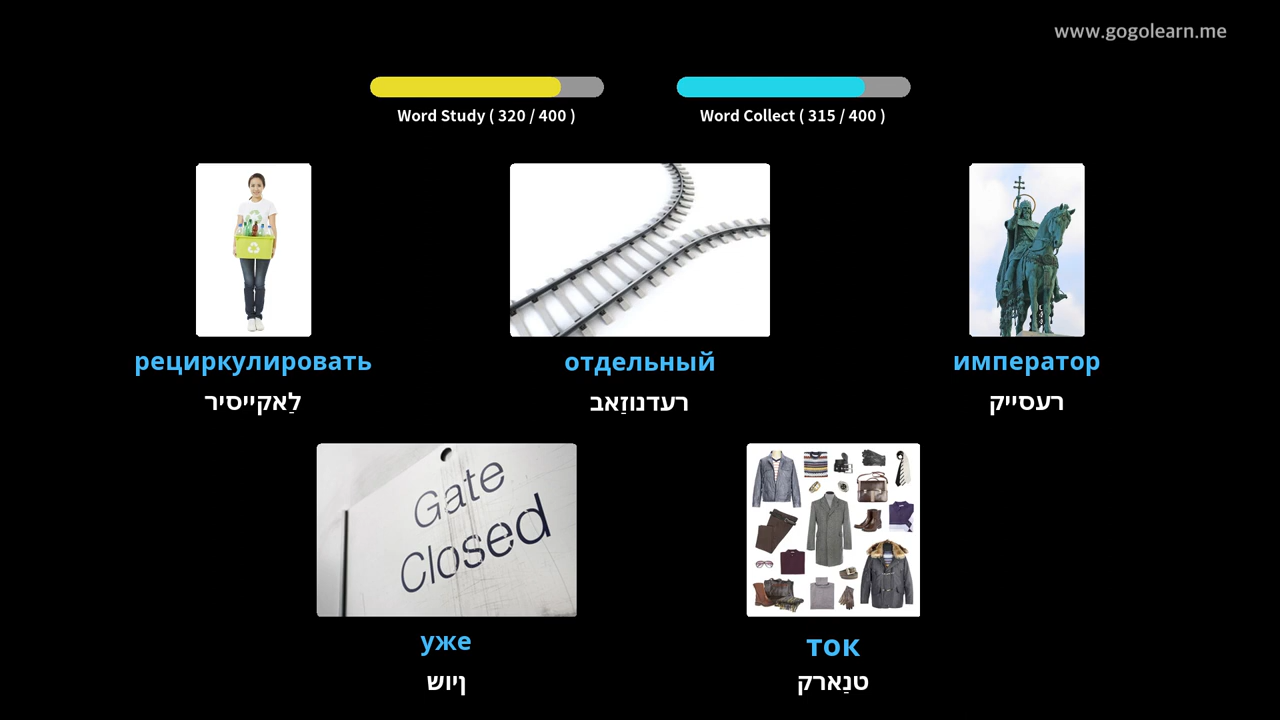 www.gogolearn.me
Word Study ( 320 / 400 ) Word Collect ( 315 / 400 )
рециркулировать отдельный император
לַאקייסיר רעדנוזַאב רעסייק
Gate
Closed
уже ток
ןיוש טנַארק